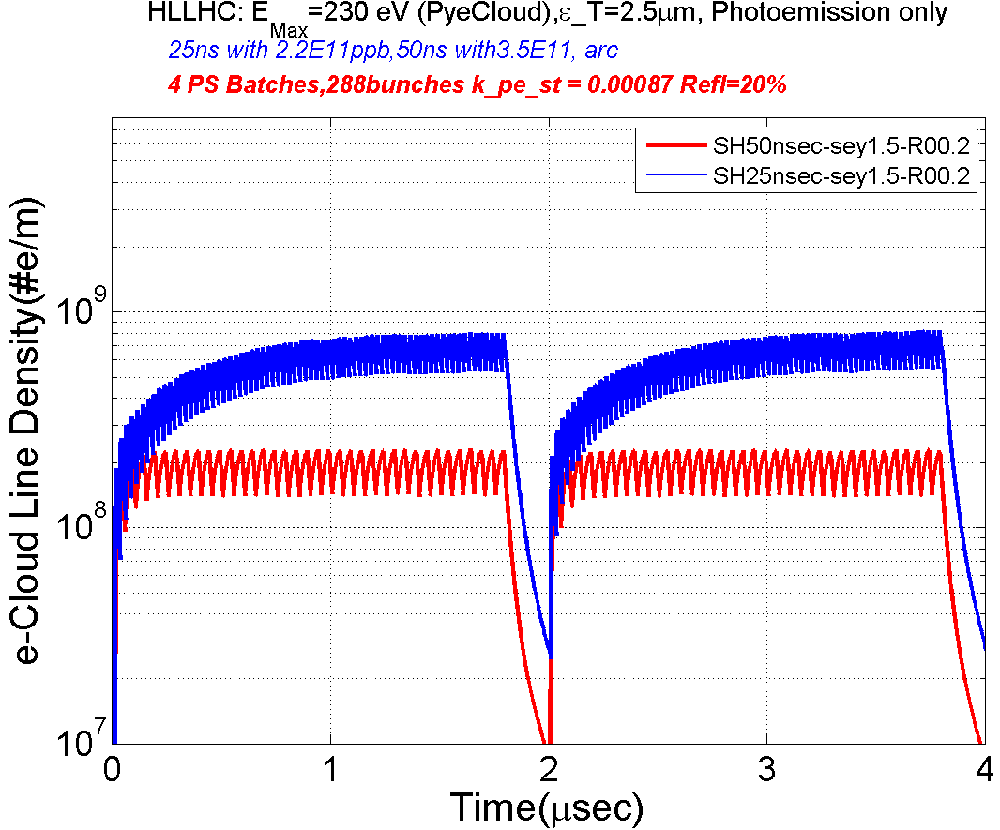 HLLHC: E_Max=230 eV (PyeCloud),ε_T=2.5μm, Photoemission only
25ns with 2.2E11ppb,50ns with3.5E11, arc
4 PS Batches,288bunches k_pe_st = 0.00087 Refl=20%
SH50nsec-sey1.5-R00.2
SH25nsec-sey1.5-R00.2
e-Cloud Line Density(#e/m)
10^9
10^8
10^7
0 1 2 3 4
Time(μsec)